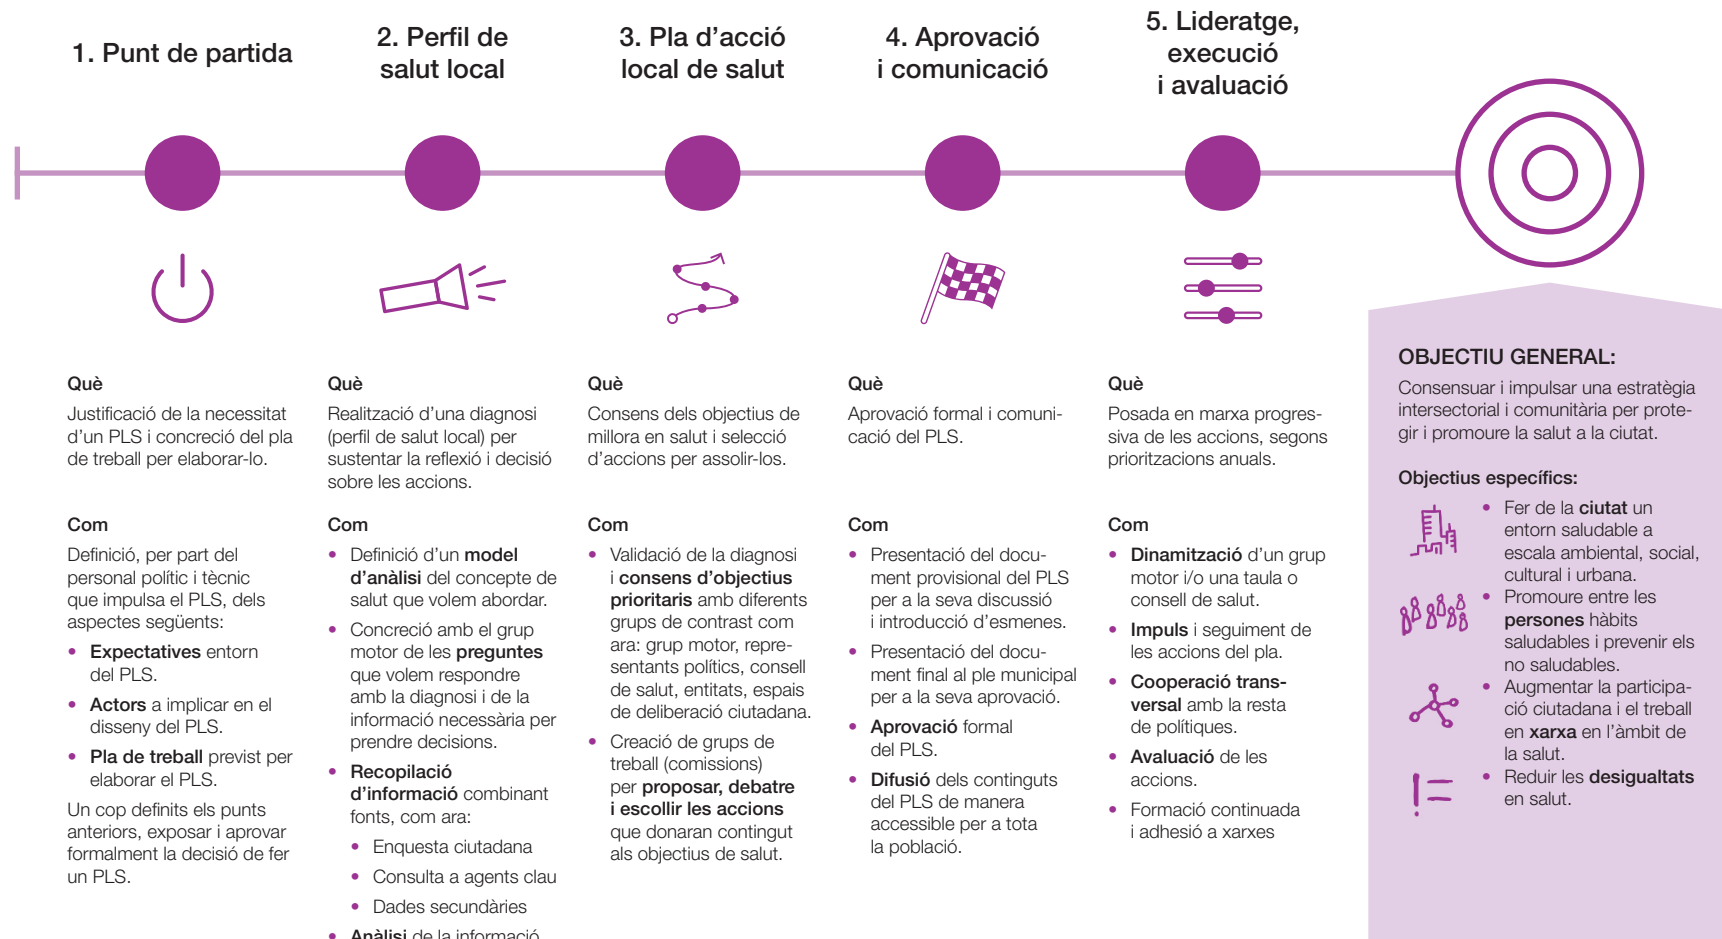 1. Punt de partida
2. Perfil de
salut local
3. Pla d’acció
local de salut
4. Aprovació
i comunicació
5. Lideratge,
execució
i avaluació
Què
Justificació de la necessitat
d’un PLS i concreció del pla
de treball per elaborar-lo.
Com
Definició, per part del
personal polític i tècnic
que impulsa el PLS, dels
aspectes següents:
• Expectatives entorn
del PLS.
• Actors a implicar en el
disseny del PLS.
• Pla de treball previst per
elaborar el PLS.
Un cop definits els punts
anteriors, exposar i aprovar
formalment la decisió de fer
un PLS.
Què
Realització d’una diagnosi
(perfil de salut local) per
sustentar la reflexió i decisió
sobre les accions.
Com
• Definició d’un model
d’anàlisi del concepte de
salut que volem abordar.
• Concreció amb el grup
motor de les preguntes
que volem respondre
amb la diagnosi i de la
informació necessària per
prendre decisions.
• Recopilació
d’informació combinant
fonts, com ara:
• Enquesta ciutadana
• Consulta a agents clau
• Dades secundàries
• Anàlisi de la informació
Què
Consens dels objectius de
millora en salut i selecció
d’accions per assolir-los.
Com
• Validació de la diagnosi
i consens d’objectius
prioritaris amb diferents
grups de contrast com
ara: grup motor, repre-
sentants polítics, consell
de salut, entitats, espais
de deliberació ciutadana.
• Creació de grups de
treball (comissions)
per proposar, debatre
i escollir les accions
que donaran contingut
als objectius de salut.
Què
Aprovació formal i comuni-
cació del PLS.
Com
• Presentació del docu-
ment provisional del PLS
per a la seva discussió
i introducció d’esmenes.
• Presentació del docu-
ment final al ple municipal
per a la seva aprovació.
• Aprovació formal
del PLS.
• Difusió dels continguts
del PLS de manera
accessible per a tota
la població.
Què
Posada en marxa progres-
siva de les accions, segons
prioritzacions anuals.
Com
• Dinamització d’un grup
motor i/o una taula o
consell de salut.
• Impuls i seguiment de
les accions del pla.
• Cooperació trans-
versal amb la resta
de polítiques.
• Avaluació de les
accions.
• Formació continuada
i adhesió a xarxes
OBJECTIU GENERAL:
Consensuar i impulsar una estratègia
intersectorial i comunitària per prote-
gir i promoure la salut a la ciutat.
Objectius específics:
• Fer de la ciutat un
entorn saludable a
escala ambiental, social,
cultural i urbana.
• Promoure entre les
persones hàbits
saludables i prevenir els
no saludables.
• Augmentar la participa-
ció ciutadana i el treball
en xarxa en l’àmbit de
la salut.
• Reduir les desigualtats
en salut.